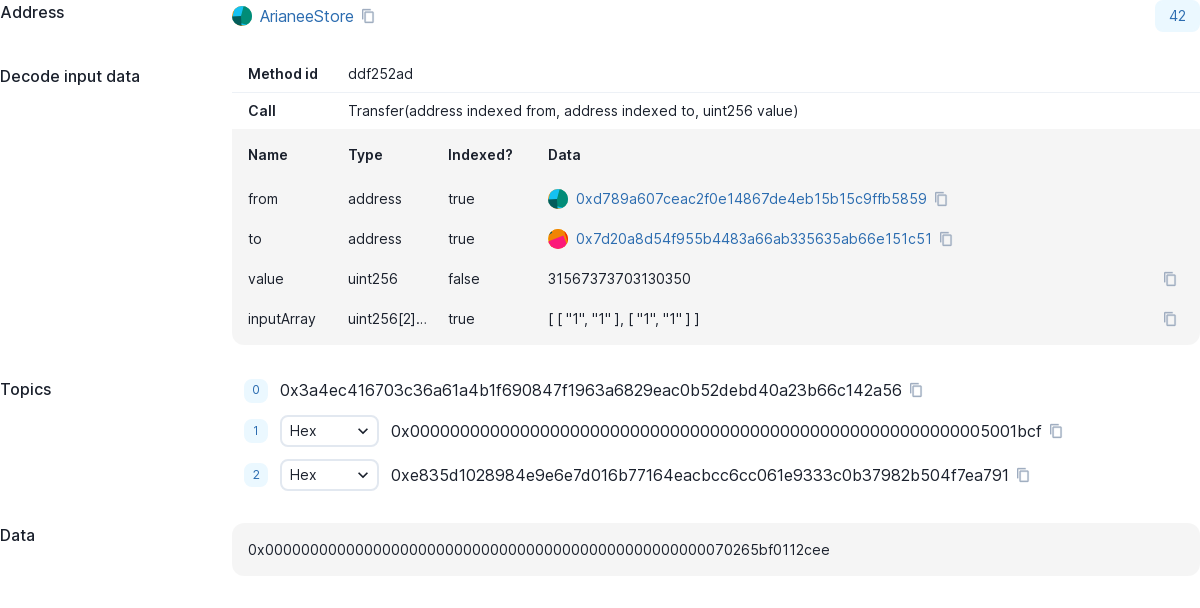 Address ArianeeStore 42
Decode input data
Method id ddf252ad
Call Transfer(address indexed from, address indexed to, uint256 value)
Name Type Indexed? Data
from address true 0xd789a607ceac2f0e14867de4eb15b15c9ffb5859
to address true 0x7d20a8d54f955b4483a66ab335635ab66e151c51
value uint256 false 31567373703130350
inputArray uint256[2]... true [ [ "1", "1" ], [ "1", "1" ] ]
Topics
0 0x3a4ec416703c36a61a4b1f690847f1963a6829eac0b52debd40a23b66c142a56
1 Hex 0x0000000000000000000000000000000000000000000000000000000005001bcf
2 Hex 0xe835d1028984e9e6e7d016b77164eacbcc6cc061e9333c0b37982b504f7ea791
Data
0x0000000000000000000000000000000000000000000000000070265bf0112cee